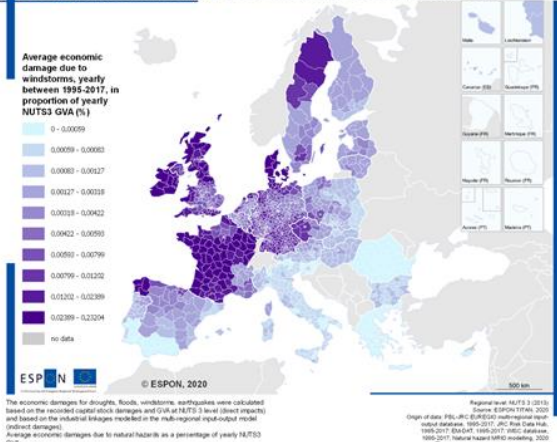 Average economic
damage due to
windstorms, yearly
between 1995-2017, in
proportion of yearly
NUTS3 GVA (%)
0 - 0,00059
0,00059 - 0,00083
0,00083 - 0,00127
0,00127 - 0,00318
0,00318 - 0,00422
0,00422 - 0,00593
0,00593 - 0,00799
0,00799 - 0,01202
0,01202 - 0,02389
0,02389 - 0,23204
no data
Malta
Liechtenstein
Canarias (ES)
Guadeloupe (FR)
Guyane (FR)
Martinique (FR)
Mayotte (FR)
Reunion (FR)
Acores (PT)
Madeira (PT)
500 km
ESPON
© ESPON, 2020
The economic damages for droughts, floods, windstorms, earthquakes were calculated
based on the recorded capital stock damages and GVA at NUTS 3 level (direct impacts)
and based on the industrial linkages modelled in the multi-regional input-output model
(indirect damages).
Average economic damages due to natural hazards as a percentage of yearly NUTS3
Regional level: NUTS 3 (2013)
Source: ESPON TITAN, 2020
Origin of data: PBL-JRC EUREGIO multi-regional input-
output database, 1995-2017; JRC Risk Data Hub,
1995-2017; EM-DAT, 1995-2017; WISC database,
1995-2017; natural hazard MRIO modelling, 2020